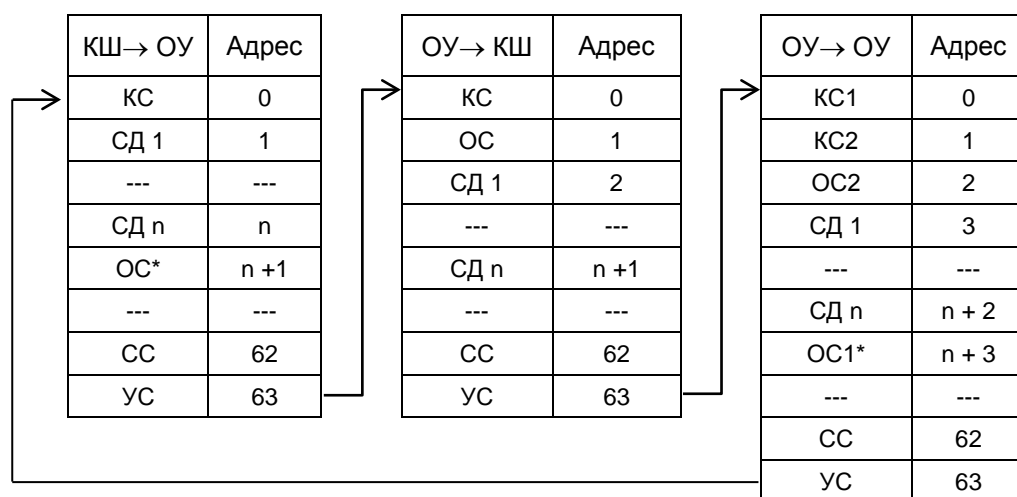 КШ→ ОУ Адрес
КС 0
СД 1 1
--- ---
СД n n
ОС* n +1
--- ---
СС 62
УС 63
ОУ→ КШ Адрес
КС 0
ОС 1
СД 1 2
--- ---
СД n n +1
--- ---
СС 62
УС 63
ОУ→ ОУ Адрес
КС1 0
КС2 1
ОС2 2
СД 1 3
--- ---
СД n n + 2
ОС1* n + 3
--- ---
СС 62
УС 63